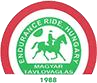 ENDURANCE RIDE HUNGARY
MAGYAR
TÁVLOVAGLÁS
1988